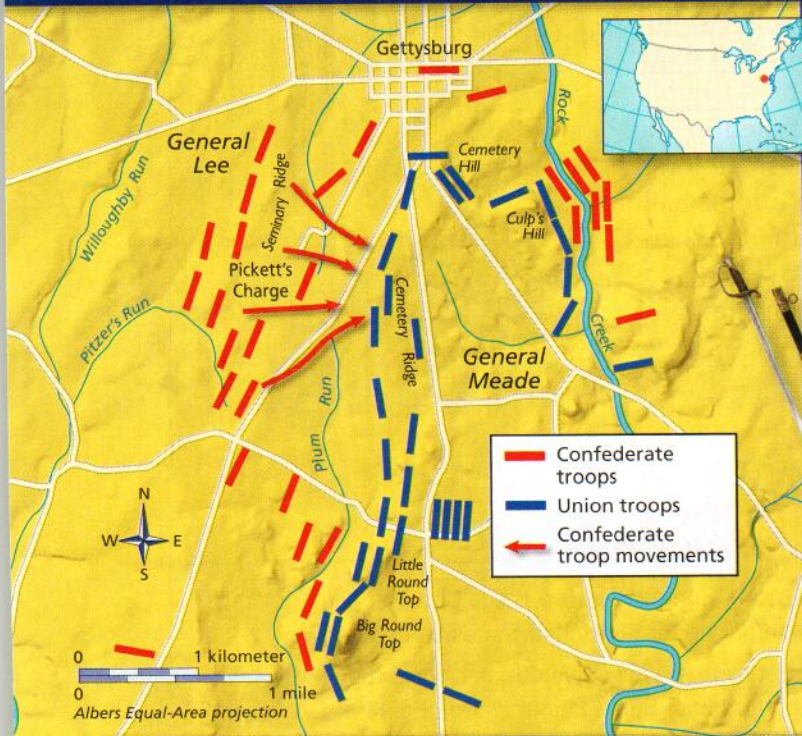 Gettysburg
Rock
Creek
General
Lee
Willoughby Run
Seminary Ridge
Cemetery
Hill
Culp's
Hill
Pickett's
Charge
Pitzer's Run
Cemetery Ridge
General
Meade
Plum Run
Confederate
troops
Union troops
Confederate
troop movements
N
W
E
S
Little
Round
Top
Big Round
Top
0
1 kilometer
0
1 mile
Albers Equal-Area projection